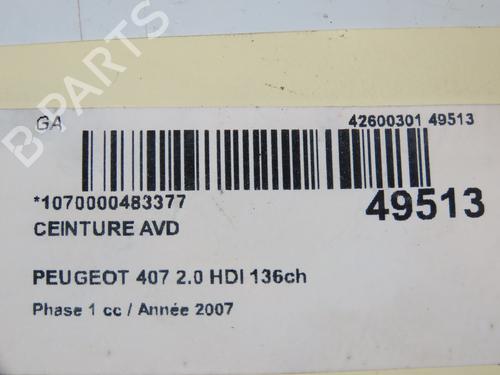 GA
42600301 49513
*1070000483377
49513
CEINTURE AVD
PEUGEOT 407 2.0 HDI 136ch
Phase 1 cc / Année 2007
B-PARTS